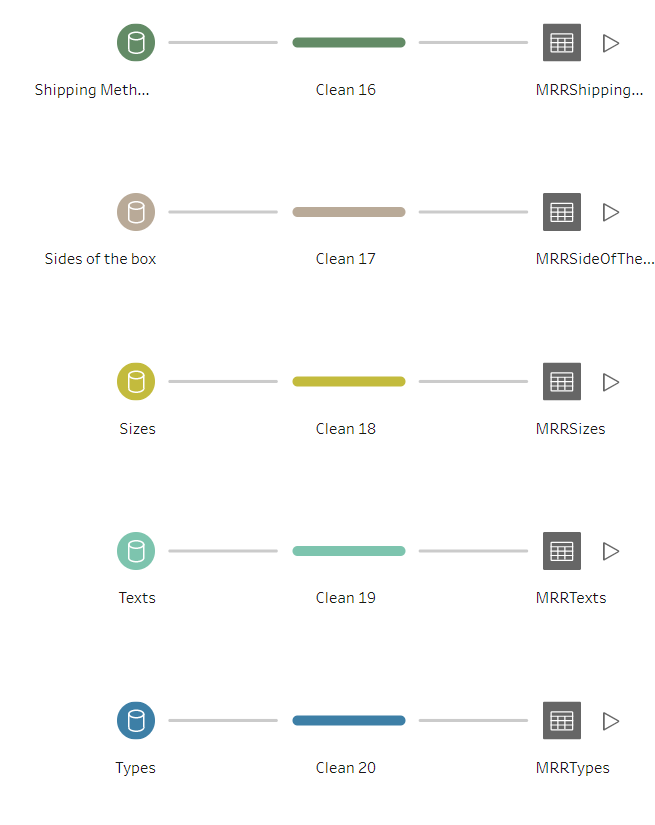 Shipping Meth... Clean 16 MRRShipping...
Sides of the box Clean 17 MRRSideOfThe...
Sizes Clean 18 MRRSizes
Texts Clean 19 MRRTexts
Types Clean 20 MRRTypes